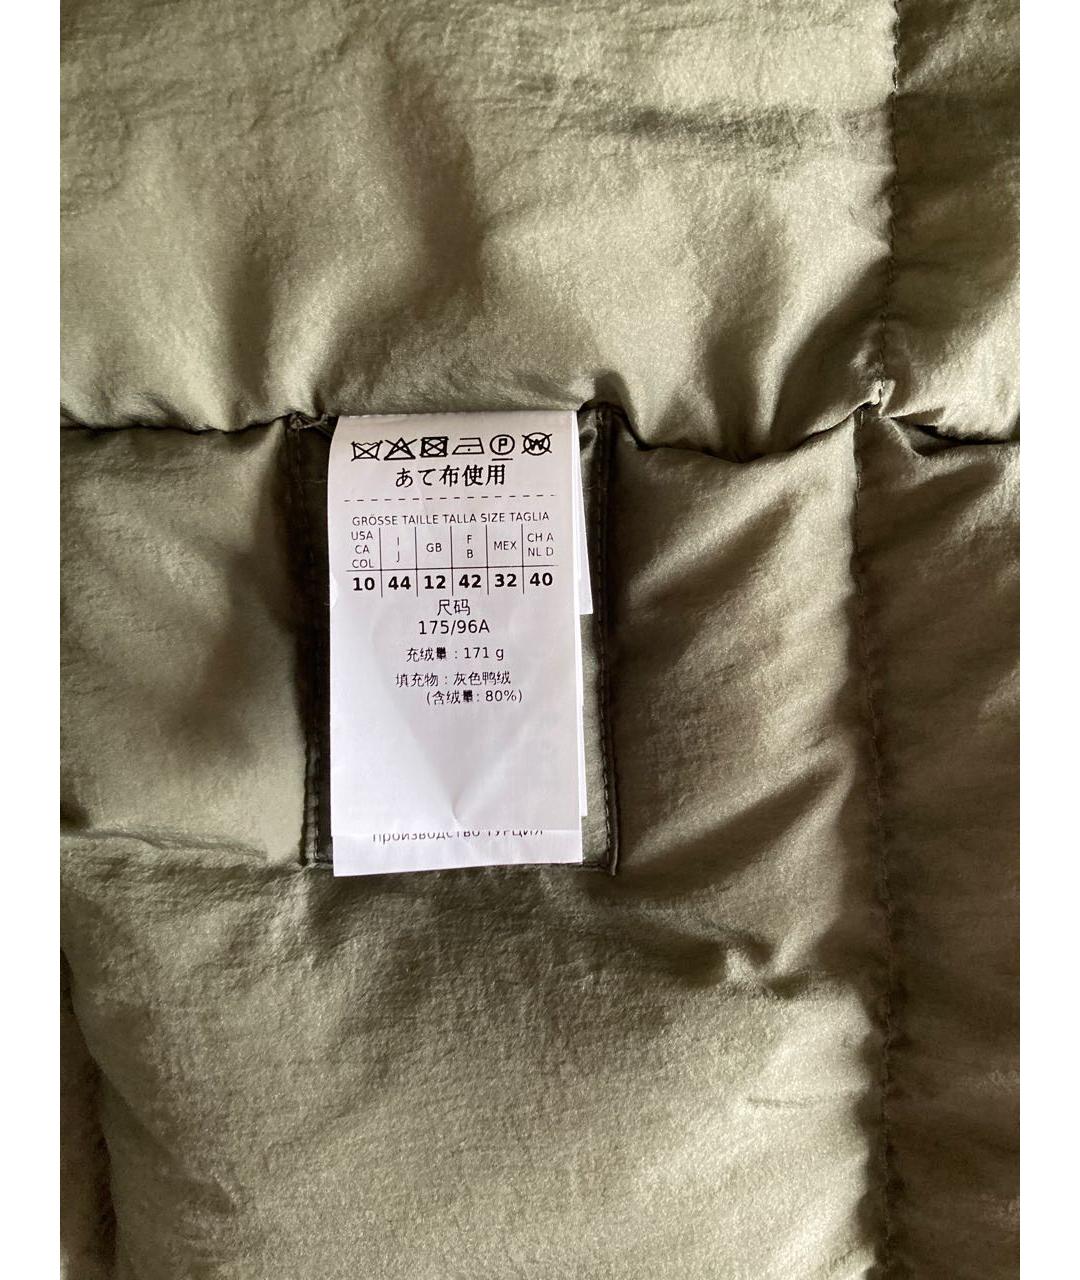 あて布使用
GRÖSSE TAILLE TALLA SIZE TAGLIA
USA CA COL I J GB F B MEX CH A NL D
10 44 12 42 32 40
尺码
175/96A
充绒量：171 g
填充物：灰色鸭绒
(含绒量: 80%)
производство ТУРЦИЯ